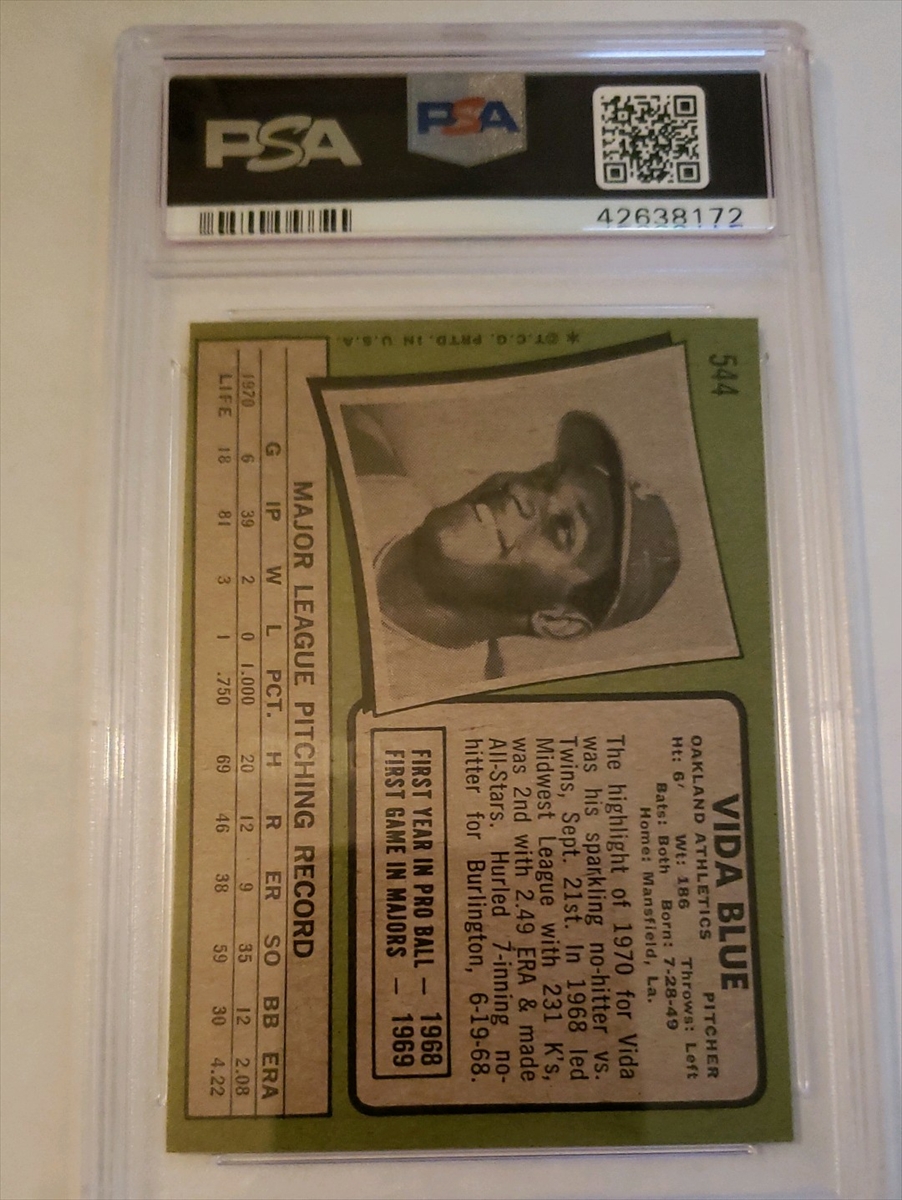 PSA
PSA
42638172
544
VIDA BLUE
OAKLAND ATHLETICS PITCHER
Ht: 6' Wt: 186 Throws: Left
Bats: Both Born: 7-28-49
Home: Mansfield, La.
The highlight of 1970 for Vida
was his sparkling no-hitter vs.
Twins, Sept. 21st. In 1968 led
Midwest League with 231 K's,
was 2nd with 2.49 ERA & made
All-Stars. Hurled 7-inning no-
hitter for Burlington, 6-19-68.
FIRST YEAR IN PRO BALL — 1968
FIRST GAME IN MAJORS — 1969
MAJOR LEAGUE PITCHING RECORD
G IP W L PCT. H R ER SO BB ERA
1970 6 39 2 0 1.000 20 12 9 35 12 2.08
LIFE 18 81 3 1 .750 69 46 38 59 30 4.22
*©T.C.G. PRTD. IN U.S.A.